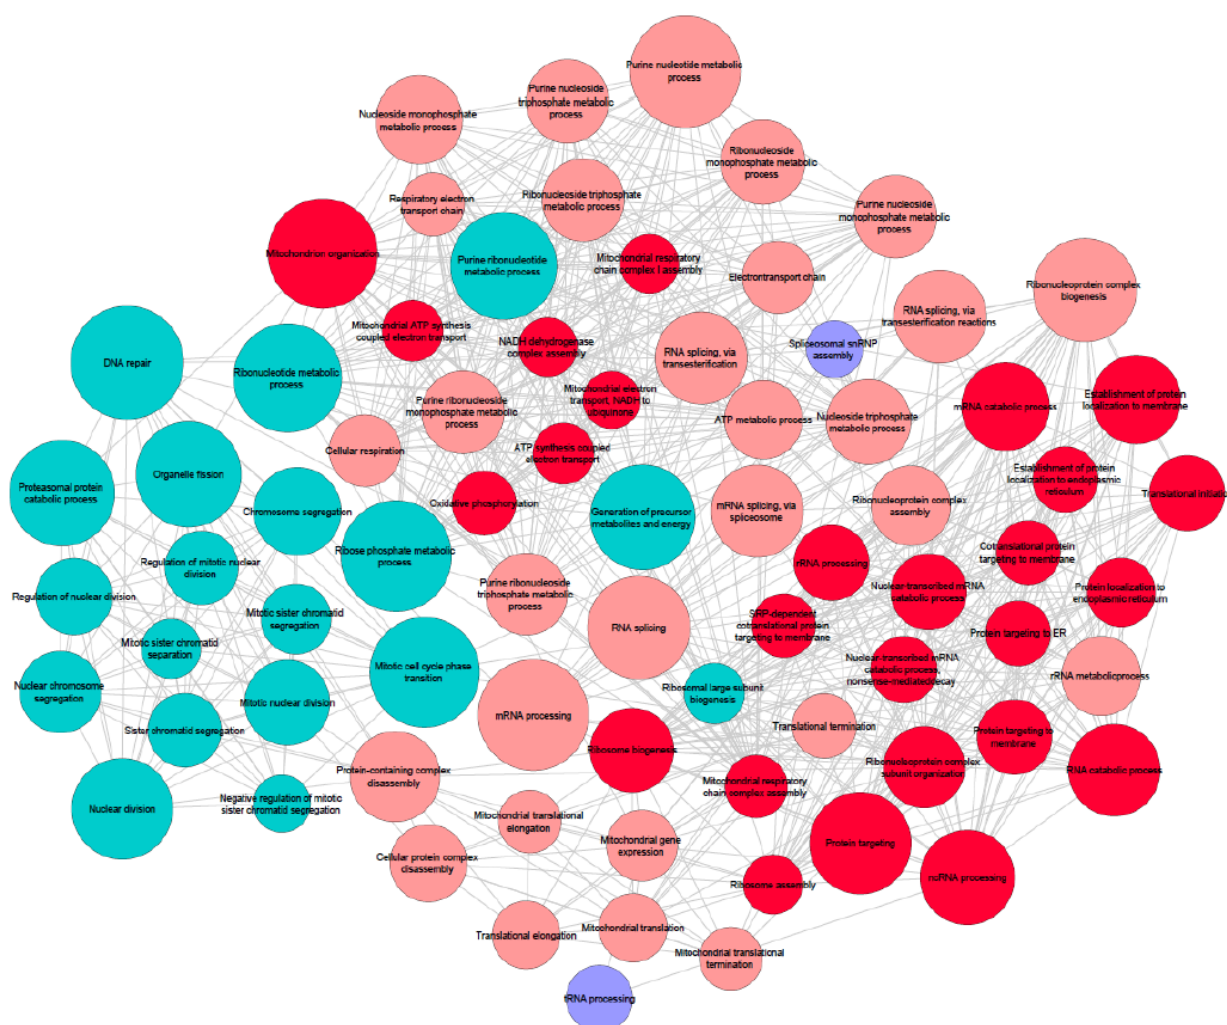 Purine nucleotide metabolic
process
Purine nucleoside
triphosphate metabolic
process
Nucleoside monophosphate
metabolic process
Ribonucleoside
monophosphate metabolic
process
Respiratory electron
transport chain
Ribonucleoside triphosphate
metabolic process
Purine nucleoside
monophosphate metabolic
process
Mitochondrion organization
Purine ribonucleotide
metabolic process
Mitochondrial respiratory
chain complex I assembly
Electrontransport chain
Ribonucleoprotein complex
biogenesis
RNA splicing, via
transesterification reactions
Mitochondrial ATP synthesis
coupled electron transport
NADH dehydrogenase
complex assembly
RNA splicing, via
transesterification
Spliceosomal snRNP
assembly
DNA repair
Ribonucleotide metabolic
process
Purine ribonucleoside
monophosphate metabolic
process
Mitochondrial electron
transport, NADH to
ubiquinone
ATP metabolic process
Nucleoside triphosphate
metabolic process
mRNA catabolic process
Establishment of protein
localization to membrane
Cellular respiration
ATP synthesis coupled
electron transport
Organelle fission
Proteasomal protein
catabolic process
Chromosome segregation
Oxidative phosphorylation
Generation of precursor
metabolites and energy
mRNA splicing, via
spliceosome
Ribonucleoprotein complex
assembly
Establishment of protein
localization to endoplasmic
reticulum
Translational initiatio
Regulation of mitotic nuclear
division
Ribose phosphate metabolic
process
rRNA processing
Nuclear-transcribed mRNA
catabolic process
Cotranslational protein
targeting to membrane
Protein localization to
endoplasmic reticulum
Regulation of nuclear division
Mitotic sister chromatid
segregation
Purine ribonucleoside
triphosphate metabolic
process
RNA splicing
SRP-dependent
cotranslational protein
targeting to membrane
Protein targeting to ER
Mitotic sister chromatid
separation
Mitotic cell cycle phase
transition
Nuclear-transcribed mRNA
catabolic process,
nonsense-mediateddecay
rRNA metabolicprocess
Nuclear chromosome
segregation
Mitotic nuclear division
Ribosomal large subunit
biogenesis
Sister chromatid segregation
mRNA processing
Translational termination
Protein targeting to
membrane
Ribosome biogenesis
Ribonucleoprotein complex
subunit organization
RNA catabolic process
Protein-containing complex
disassembly
Mitochondrial respiratory
chain complex assembly
Nuclear division
Negative regulation of mitotic
sister chromatid segregation
Mitochondrial translational
elongation
Mitochondrial gene
expression
Protein targeting
Cellular protein complex
disassembly
Ribosome assembly
ncRNA processing
Translational elongation
Mitochondrial translation
Mitochondrial translational
termination
tRNA processing